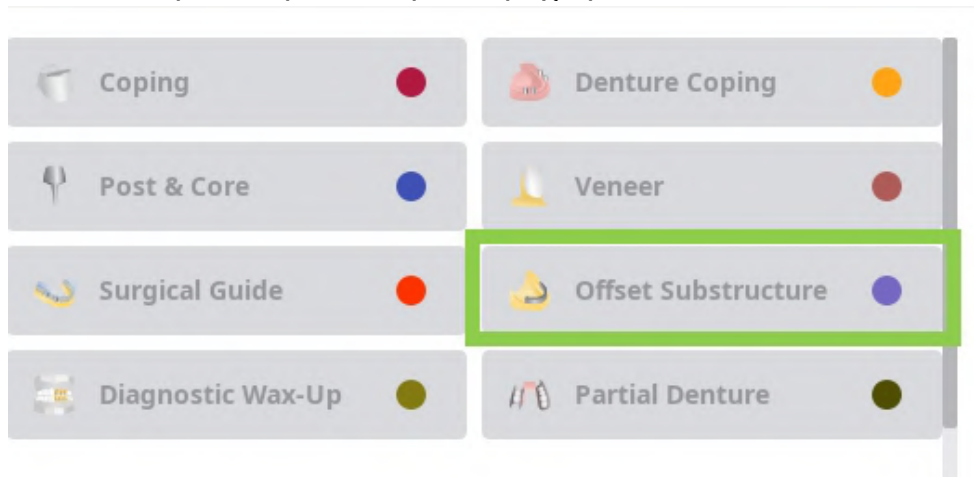 Coping
Denture Coping
Post & Core
Veneer
Surgical Guide
Offset Substructure
Diagnostic Wax-Up
Partial Denture